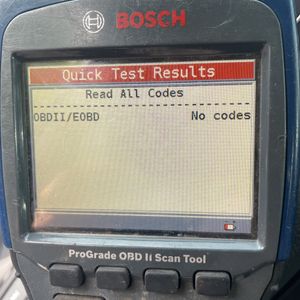 BOSCH
Quick Test Results
Read All Codes
OBDII/EOBD No codes
ProGrade OBD II Scan Tool